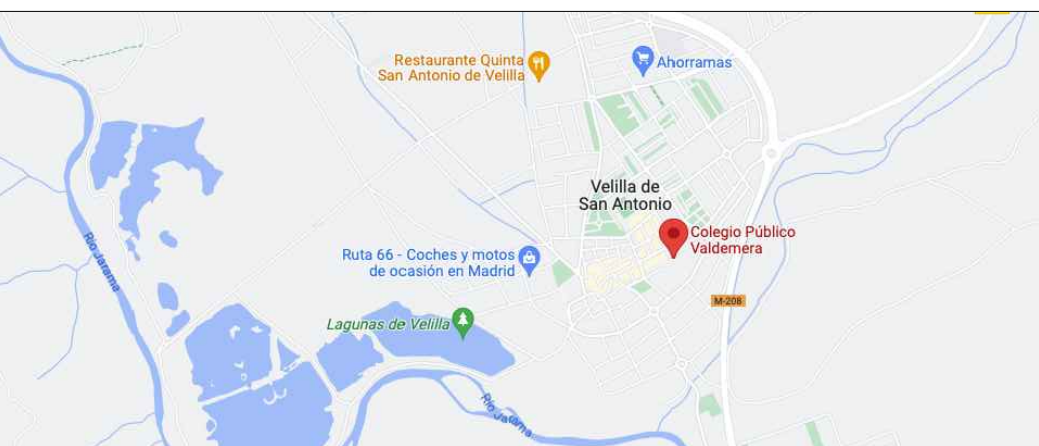 Restaurante Quinta
San Antonio de Velilla
Ahorramas
Velilla de
San Antonio
Colegio Público
Valdemera
Río Jarama
Ruta 66 - Coches y motos
de ocasión en Madrid
M-208
Lagunas de Velilla
Río Jarama